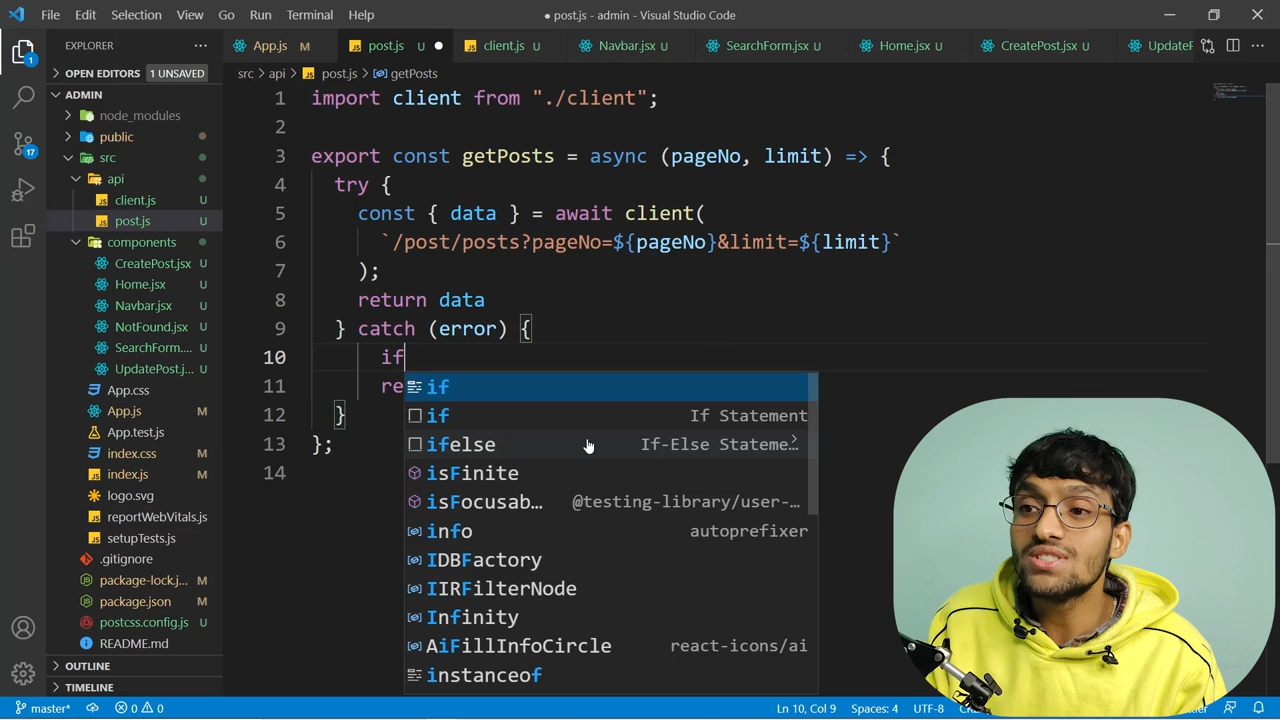 File Edit Selection View Go Run Terminal Help
● post.js - admin - Visual Studio Code
EXPLORER
OPEN EDITORS 1 UNSAVED
ADMIN
node_modules
public
src
api
client.js U
post.js U
components
CreatePost.jsx U
Home.jsx U
Navbar.jsx U
NotFound.jsx U
SearchForm.... U
UpdatePost.j... U
App.css
App.js M
App.test.js
index.css M
index.js M
logo.svg
reportWebVitals.js
setupTests.js
.gitignore
package-lock.j... M
package.json M
postcss.config.js U
README.md
OUTLINE
TIMELINE
App.js M
post.js U ●
client.js U
Navbar.jsx U
SearchForm.jsx U
Home.jsx U
CreatePost.jsx U
UpdateP
src > api > post.js > getPosts
1 import client from "./client";
2
3 export const getPosts = async (pageNo, limit) => {
4 try {
5 const { data } = await client(
6 `/post/posts?pageNo=${pageNo}&limit=${limit}`
7 );
8 return data
9 } catch (error) {
10 if
11 re
12 }
13 };
14
if
if If Statement
ifelse If-Else Stateme...
isFinite
isFocusab... @testing-library/user-...
info autoprefixer
IDBFactory
IIRFilterNode
Infinity
AiFillInfoCircle react-icons/ai
instanceof
1
17
master* 0 0
Ln 10, Col 9 Spaces: 4 UTF-8